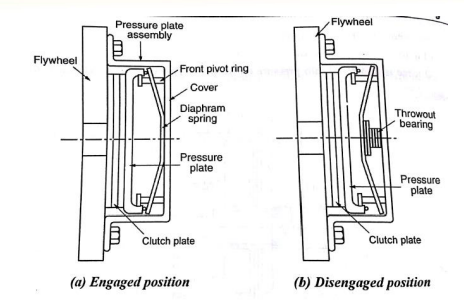 Pressure plate
assembly
Flywheel
Front pivot ring
Cover
Diaphram
spring
Pressure
plate
Clutch plate
(a) Engaged position
Flywheel
Throwout
bearing
Pressure
plate
Clutch plate
(b) Disengaged position